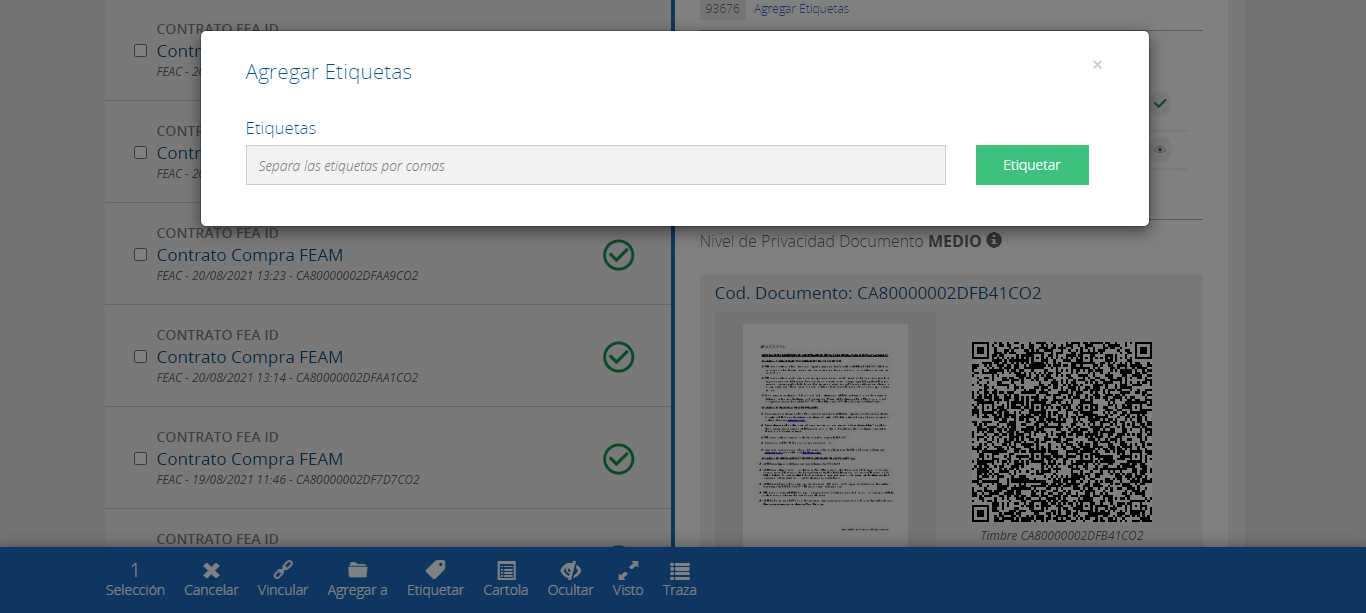 93676 Agregar Etiquetas
CONTRATO FEA ID
Contr
FEAC - 20
Agregar Etiquetas
×
Etiquetas
Separa las etiquetas por comas
Etiquetar
CONTR
Contr
FEAC - 20
CONTRATO FEA ID
Contrato Compra FEAM
FEAC - 20/08/2021 13:23 - CA80000002DFAA9CO2
CONTRATO FEA ID
Contrato Compra FEAM
FEAC - 20/08/2021 13:14 - CA80000002DFAA1CO2
CONTRATO FEA ID
Contrato Compra FEAM
FEAC - 19/08/2021 11:46 - CA80000002DF7D7CO2
CONTRATO FEA ID
Nivel de Privacidad Documento MEDIO
Cod. Documento: CA80000002DFB41CO2
Timbre CA80000002DFB41CO2
1
Selección Cancelar Vincular Agregar a Etiquetar Cartola Ocultar Visto Traza